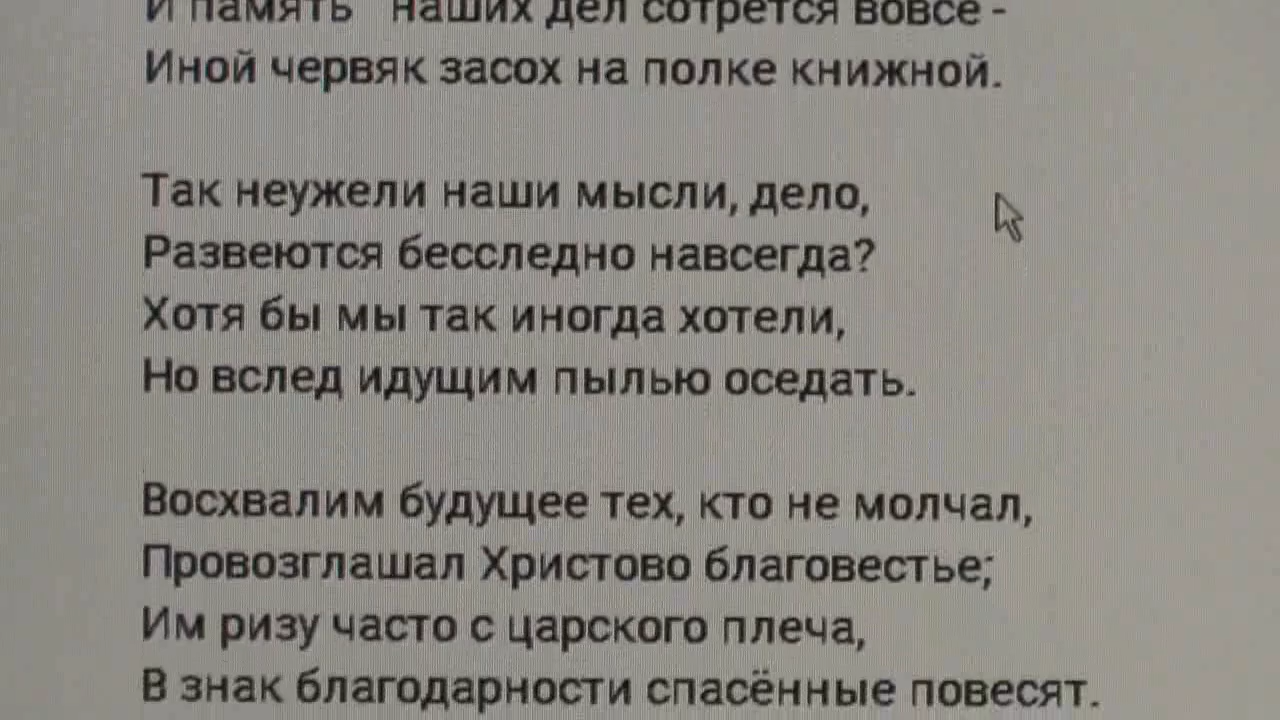 И память наших дел сотрётся вовсе -
Иной червяк засох на полке книжной.
Так неужели наши мысли, дело,
Развеются бесследно навсегда?
Хотя бы мы так иногда хотели,
Но вслед идущим пылью оседать.
Восхвалим будущее тех, кто не молчал,
Провозглашал Христово благовестье;
Им ризу часто с царского плеча,
В знак благодарности спасённые повесят.